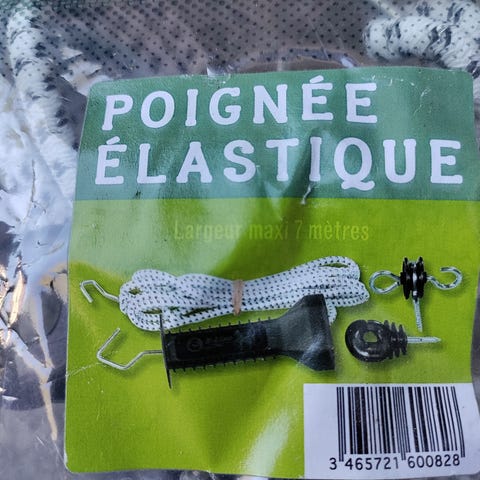 POIGNÉE
ÉLASTIQUE
Largeur maxi 7 mètres
3 465721 600828